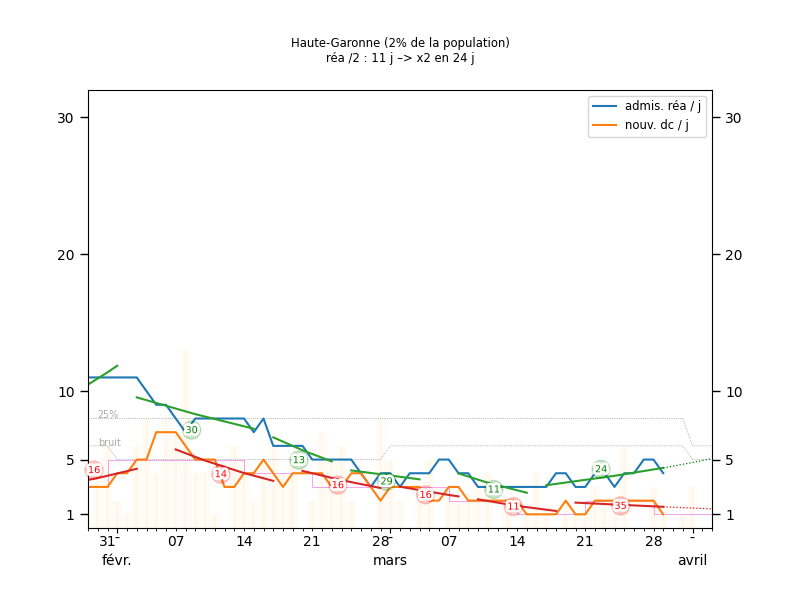 Haute-Garonne (2% de la population)
réa /2 : 11 j –> x2 en 24 j
admis. réa / j
nouv. dc / j
30 30
20 20
10 10
25%
30
bruit
5 5
16 14 13 16 29 16 11 11 24 35
1 1
31 07 14 21 28 07 14 21 28
févr. mars avril